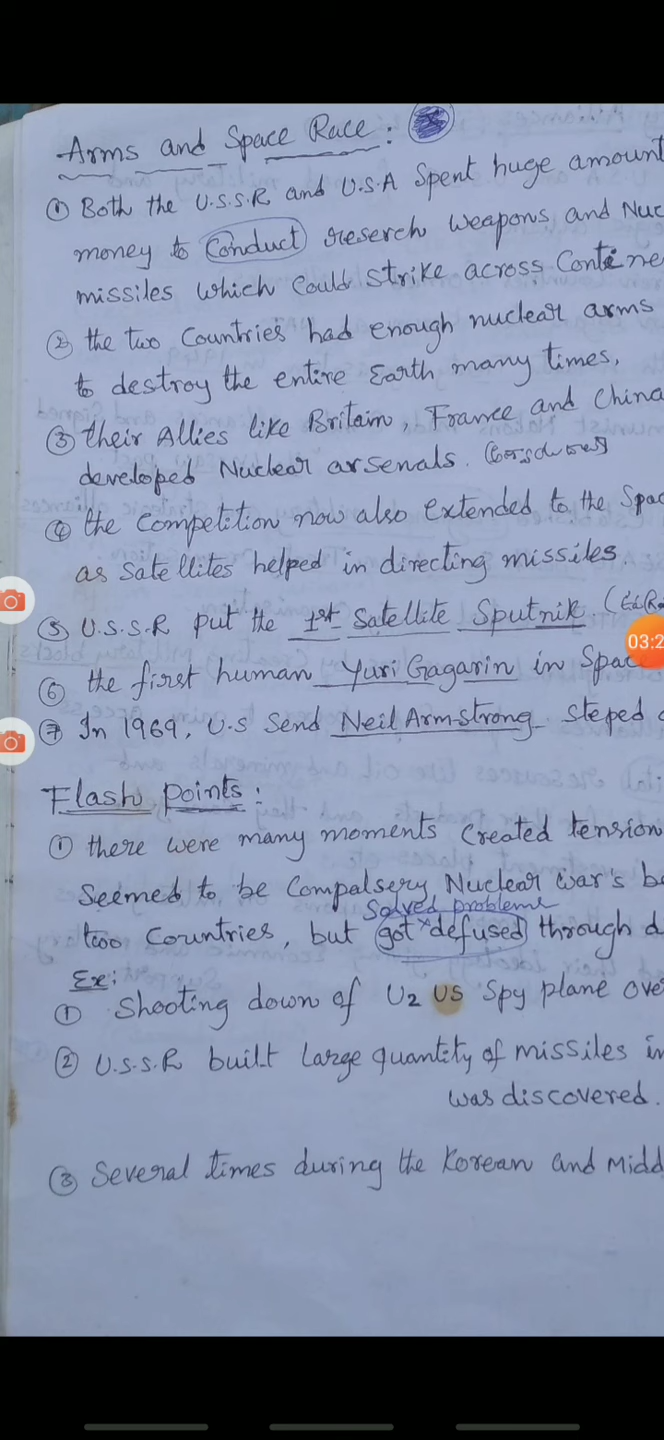 Arms and Space Race:
① Both the U.S.S.R and U.S.A Spent huge amount
money to Conduct reserch weapons and Nuc
missiles which Could Strike across Contine
② the two Countries had enough nuclear arms
to destroy the entire Earth many times,
③ their Allies like Britain, France and China
developed Nuclear arsenals.
④ the Competition now also extended to the Spac
as Satellites helped in directing missiles.
⑤ U.S.S.R put the 1st Satellite Sputnik.
03:2
⑥ the first human Yuri Gagarin in Spac
⑦ In 1969, U.S Send Neil Armstrong Steped
Flash Points:
① there were many moments Created tension
Seemed to be Compalsery Nuclear war's be
Solved probleme
two Countries, but got defused through d
Ex:
① Shooting down of U2 US Spy plane ove
② U.S.S.R built Large quantity of missiles in
was discovered.
③ Several times during the Korean and Midd